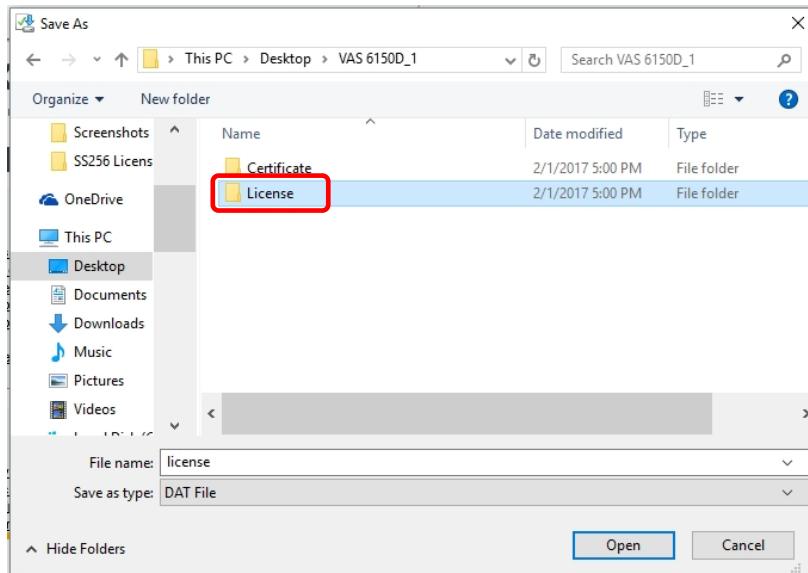 Save As
This PC > Desktop > VAS 6150D_1
Search VAS 6150D_1
Organize
New folder
Name
Date modified
Type
Screenshots
SS256 Licens
OneDrive
This PC
Desktop
Documents
Downloads
Music
Pictures
Videos
Certificate 2/1/2017 5:00 PM File folder
License 2/1/2017 5:00 PM File folder
File name: license
Save as type: DAT File
Hide Folders
Open
Cancel